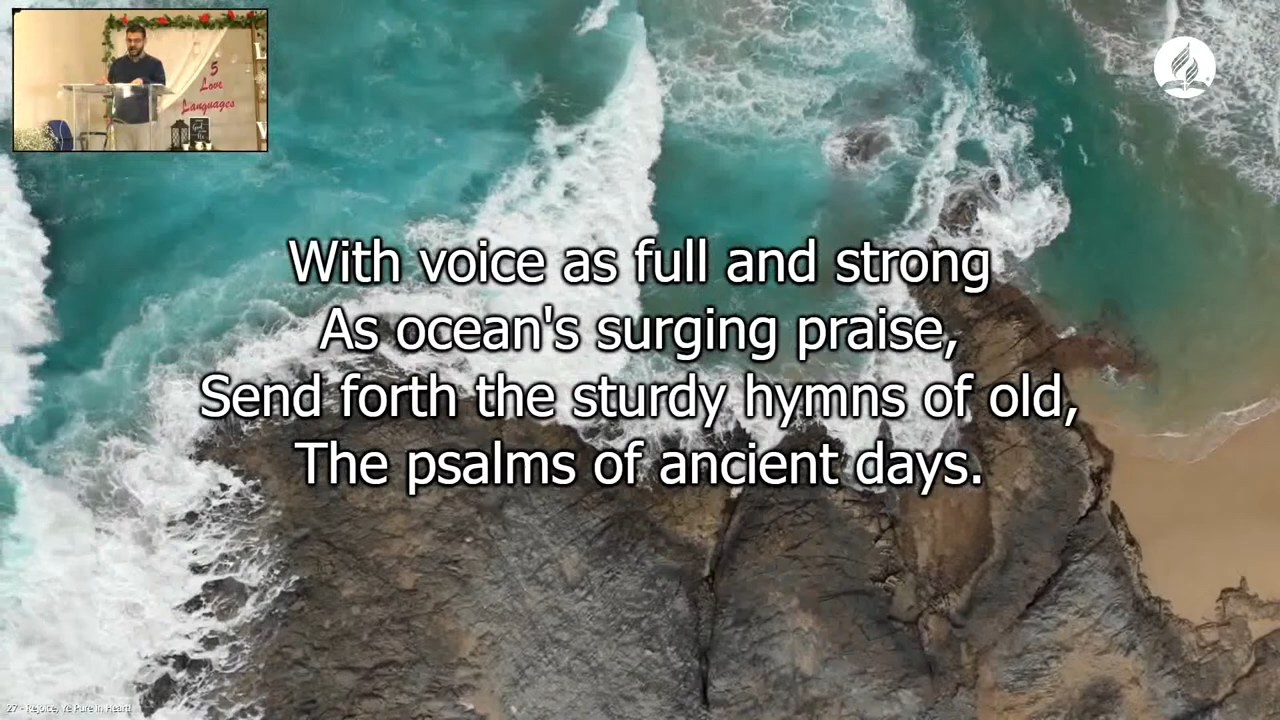 5
Love
Languages
With voice as full and strong
As ocean's surging praise,
Send forth the sturdy hymns of old,
The psalms of ancient days.
27 - Rejoice, Ye Pure in Heart!